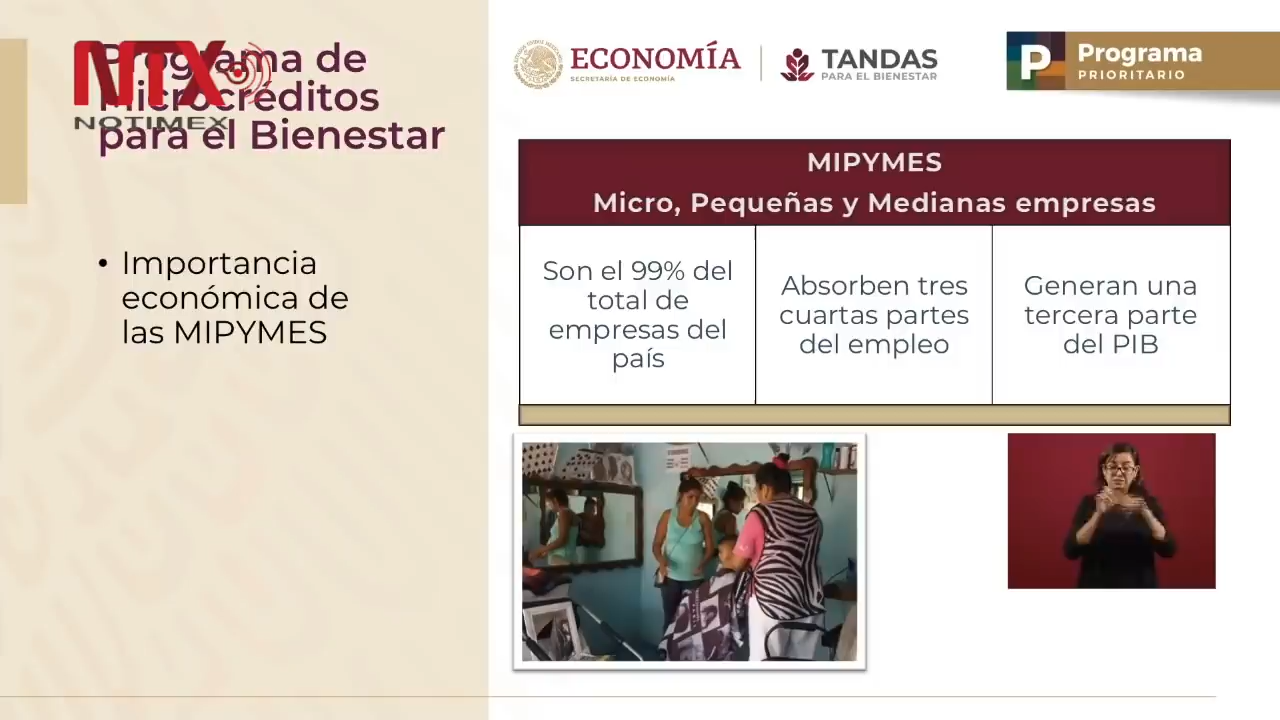 Programa de
Microcréditos
para el Bienestar
NTX
NOTIMEX
ECONOMÍA
SECRETARÍA DE ECONOMÍA
TANDAS
PARA EL BIENESTAR
P
Programa
PRIORITARIO
• Importancia
económica de
las MIPYMES
MIPYMES
Micro, Pequeñas y Medianas empresas
Son el 99% del
total de
empresas del
país
Absorben tres
cuartas partes
del empleo
Generan una
tercera parte
del PIB